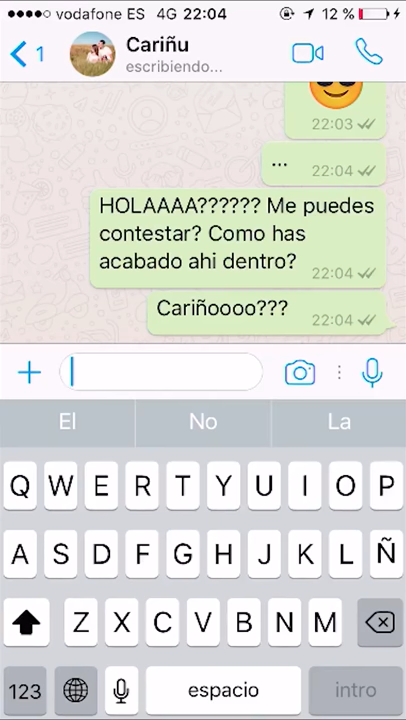 vodafone ES 4G 22:04 12 %
1 Cariñu
escribiendo...
22:03
... 22:04
HOLAAAA?????? Me puedes
contestar? Como has
acabado ahi dentro?
22:04
Cariñoooo???
22:04
El No La
Q W E R T Y U I O P
A S D F G H J K L Ñ
Z X C V B N M
123 espacio intro